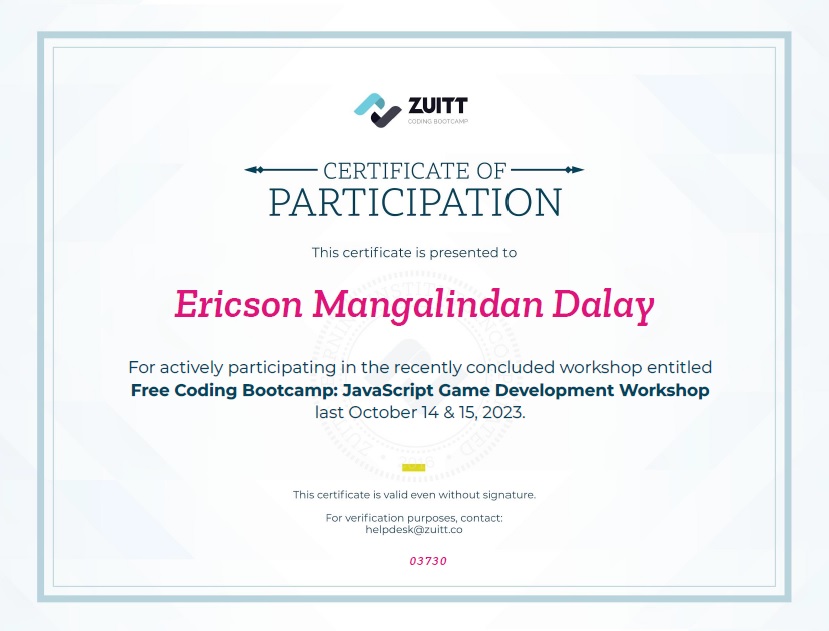 ZUITT
CODING BOOTCAMP
CERTIFICATE OF
PARTICIPATION
This certificate is presented to
Ericson Mangalindan Dalay
For actively participating in the recently concluded workshop entitled
Free Coding Bootcamp: JavaScript Game Development Workshop
last October 14 & 15, 2023.
This certificate is valid even without signature.
For verification purposes, contact:
helpdesk@zuitt.co
03730